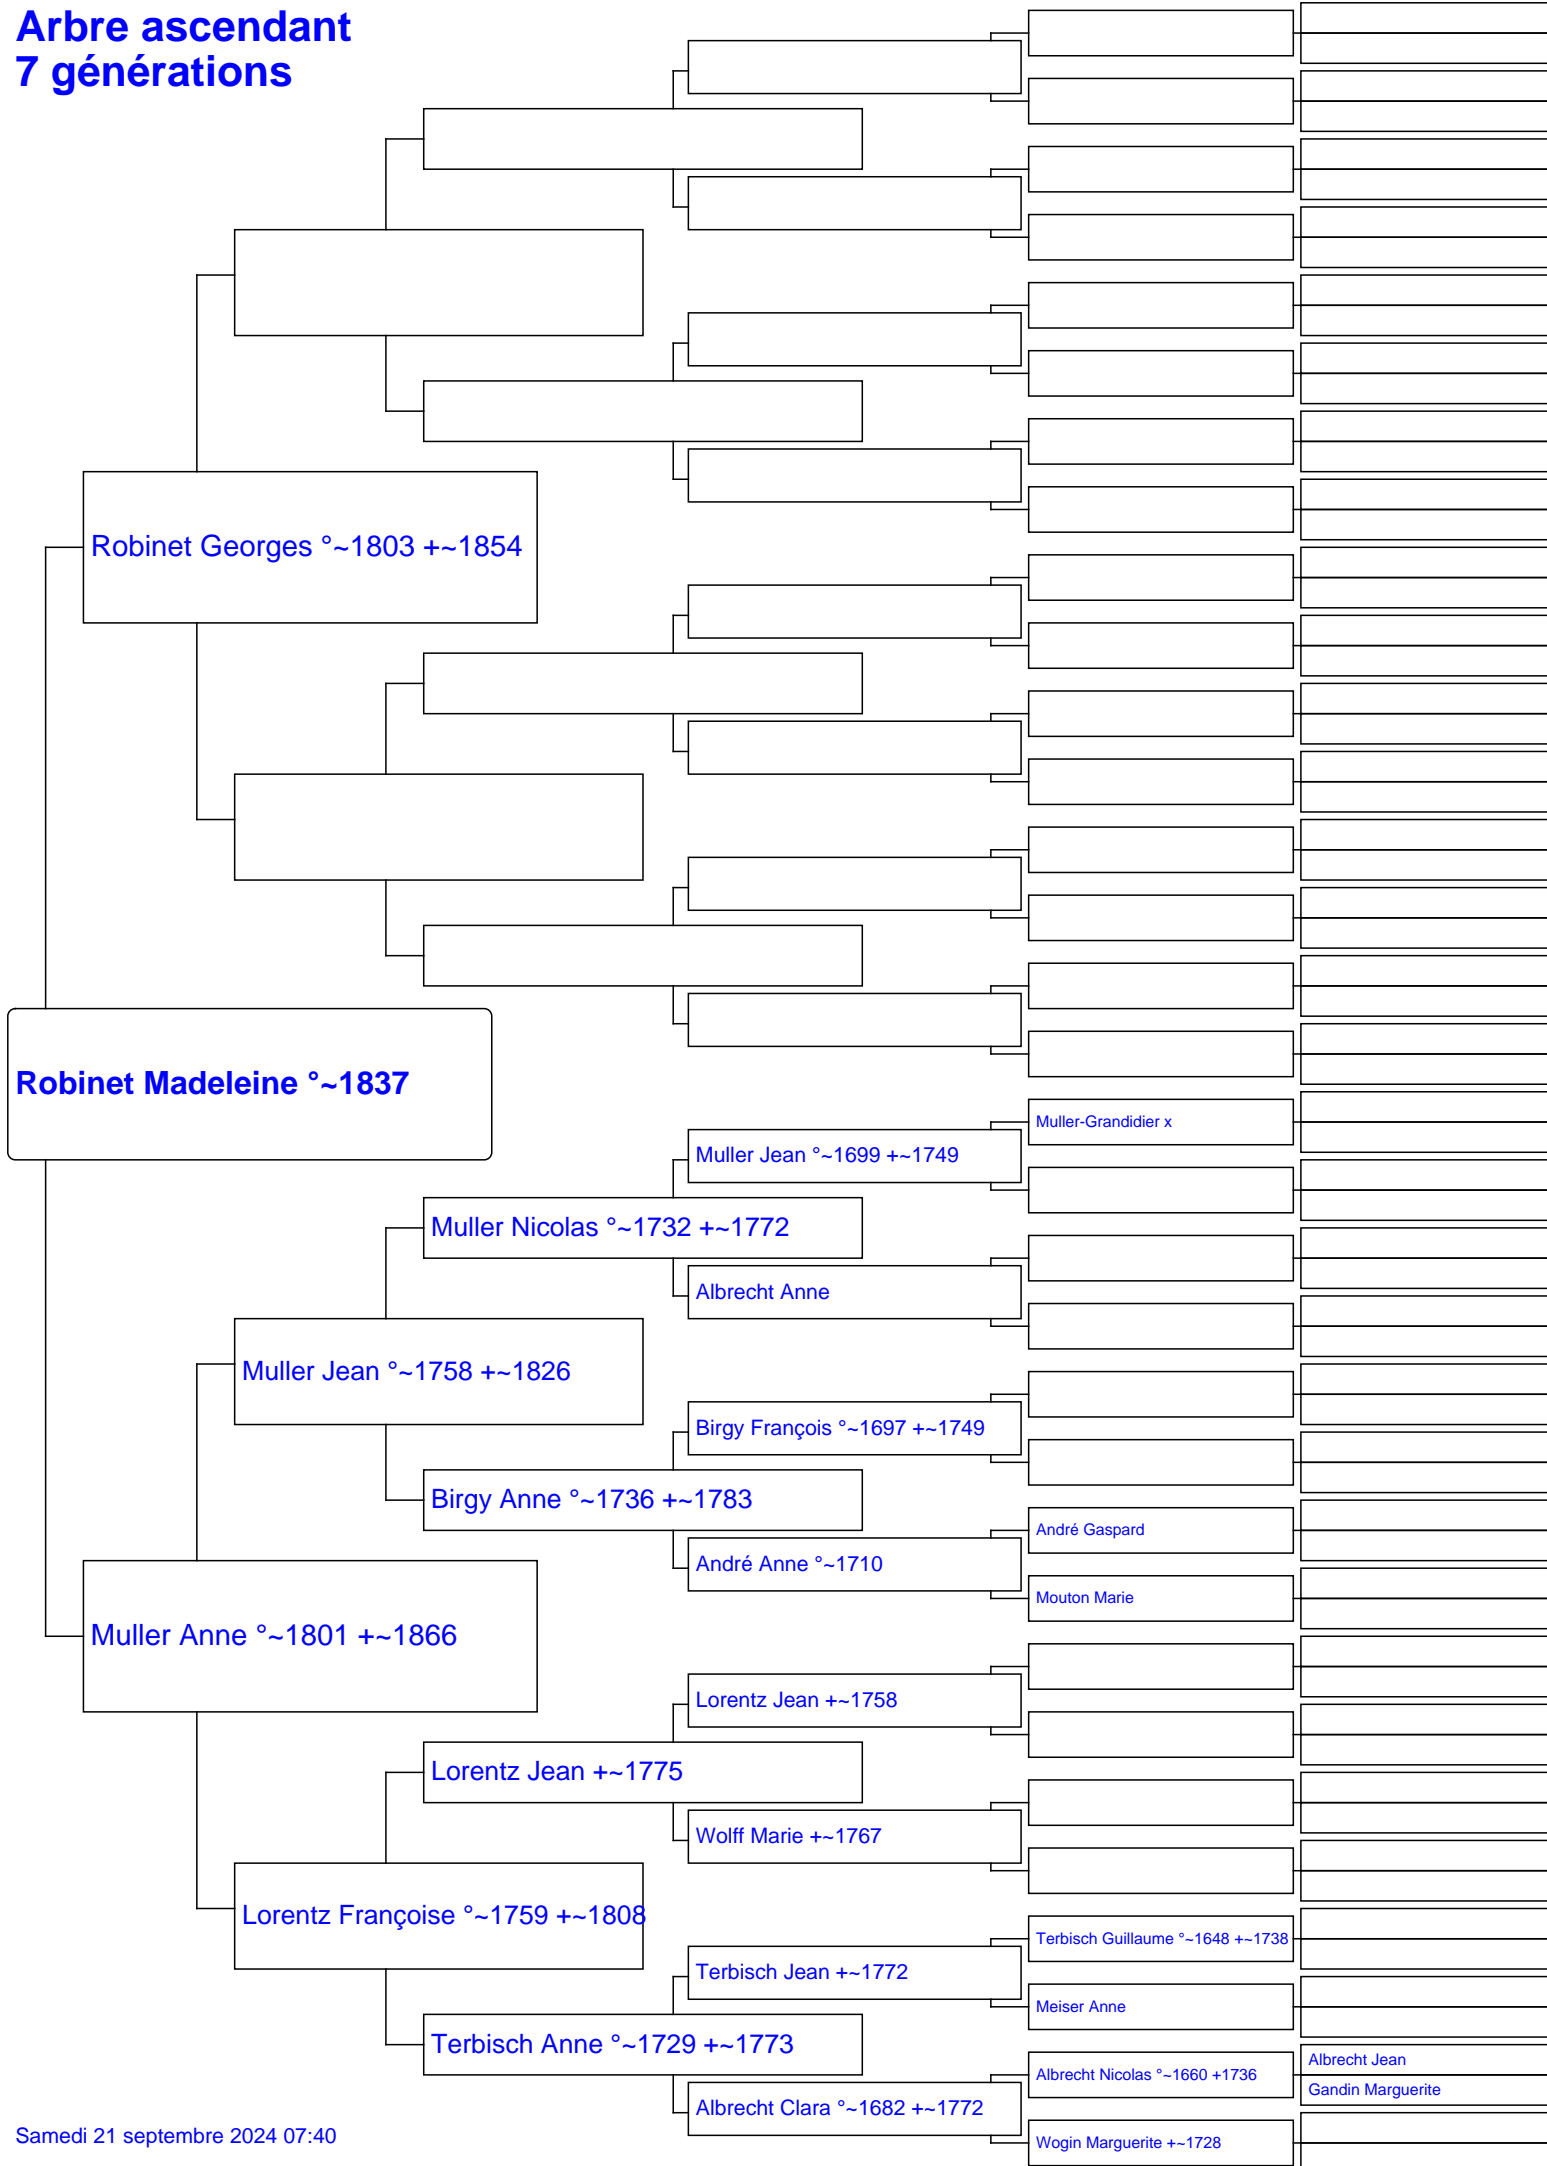 Arbre ascendant
7 générations
Robinet Georges °~1803 +~1854
Robinet Madeleine °~1837
Muller-Grandidier x
Muller Jean °~1699 +~1749
Muller Nicolas °~1732 +~1772
Albrecht Anne
Muller Jean °~1758 +~1826
Birgy François °~1697 +~1749
Birgy Anne °~1736 +~1783
André Gaspard
André Anne °~1710
Mouton Marie
Muller Anne °~1801 +~1866
Lorentz Jean +~1758
Lorentz Jean +~1775
Wolff Marie +~1767
Lorentz Françoise °~1759 +~1808
Terbisch Guillaume °~1648 +~1738
Terbisch Jean +~1772
Meiser Anne
Terbisch Anne °~1729 +~1773
Albrecht Jean
Albrecht Nicolas °~1660 +1736
Gandin Marguerite
Albrecht Clara °~1682 +~1772
Wogin Marguerite +~1728
Samedi 21 septembre 2024 07:40